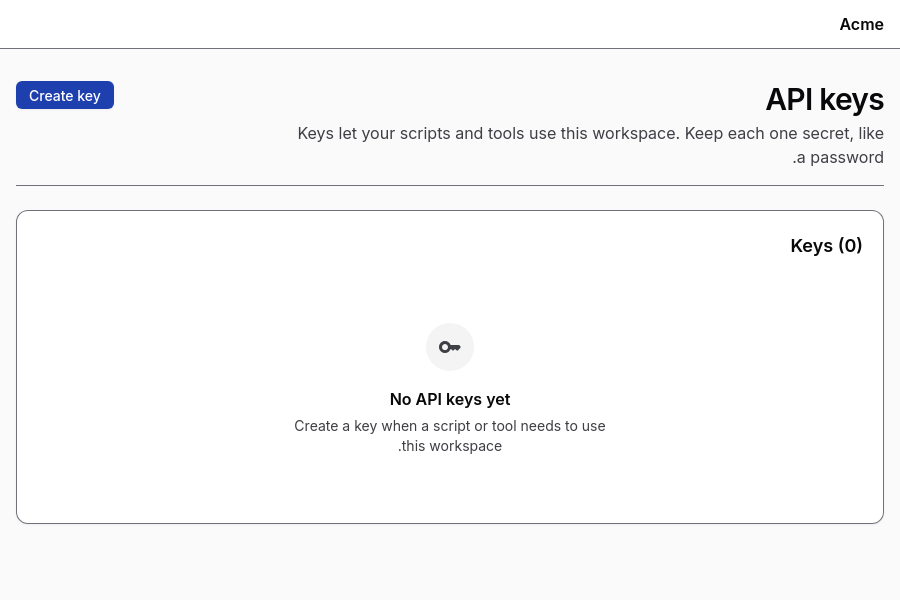 Acme
API keys
Create key
Keys let your scripts and tools use this workspace. Keep each one secret, like
a password.
Keys (0)
No API keys yet
Create a key when a script or tool needs to use
this workspace.